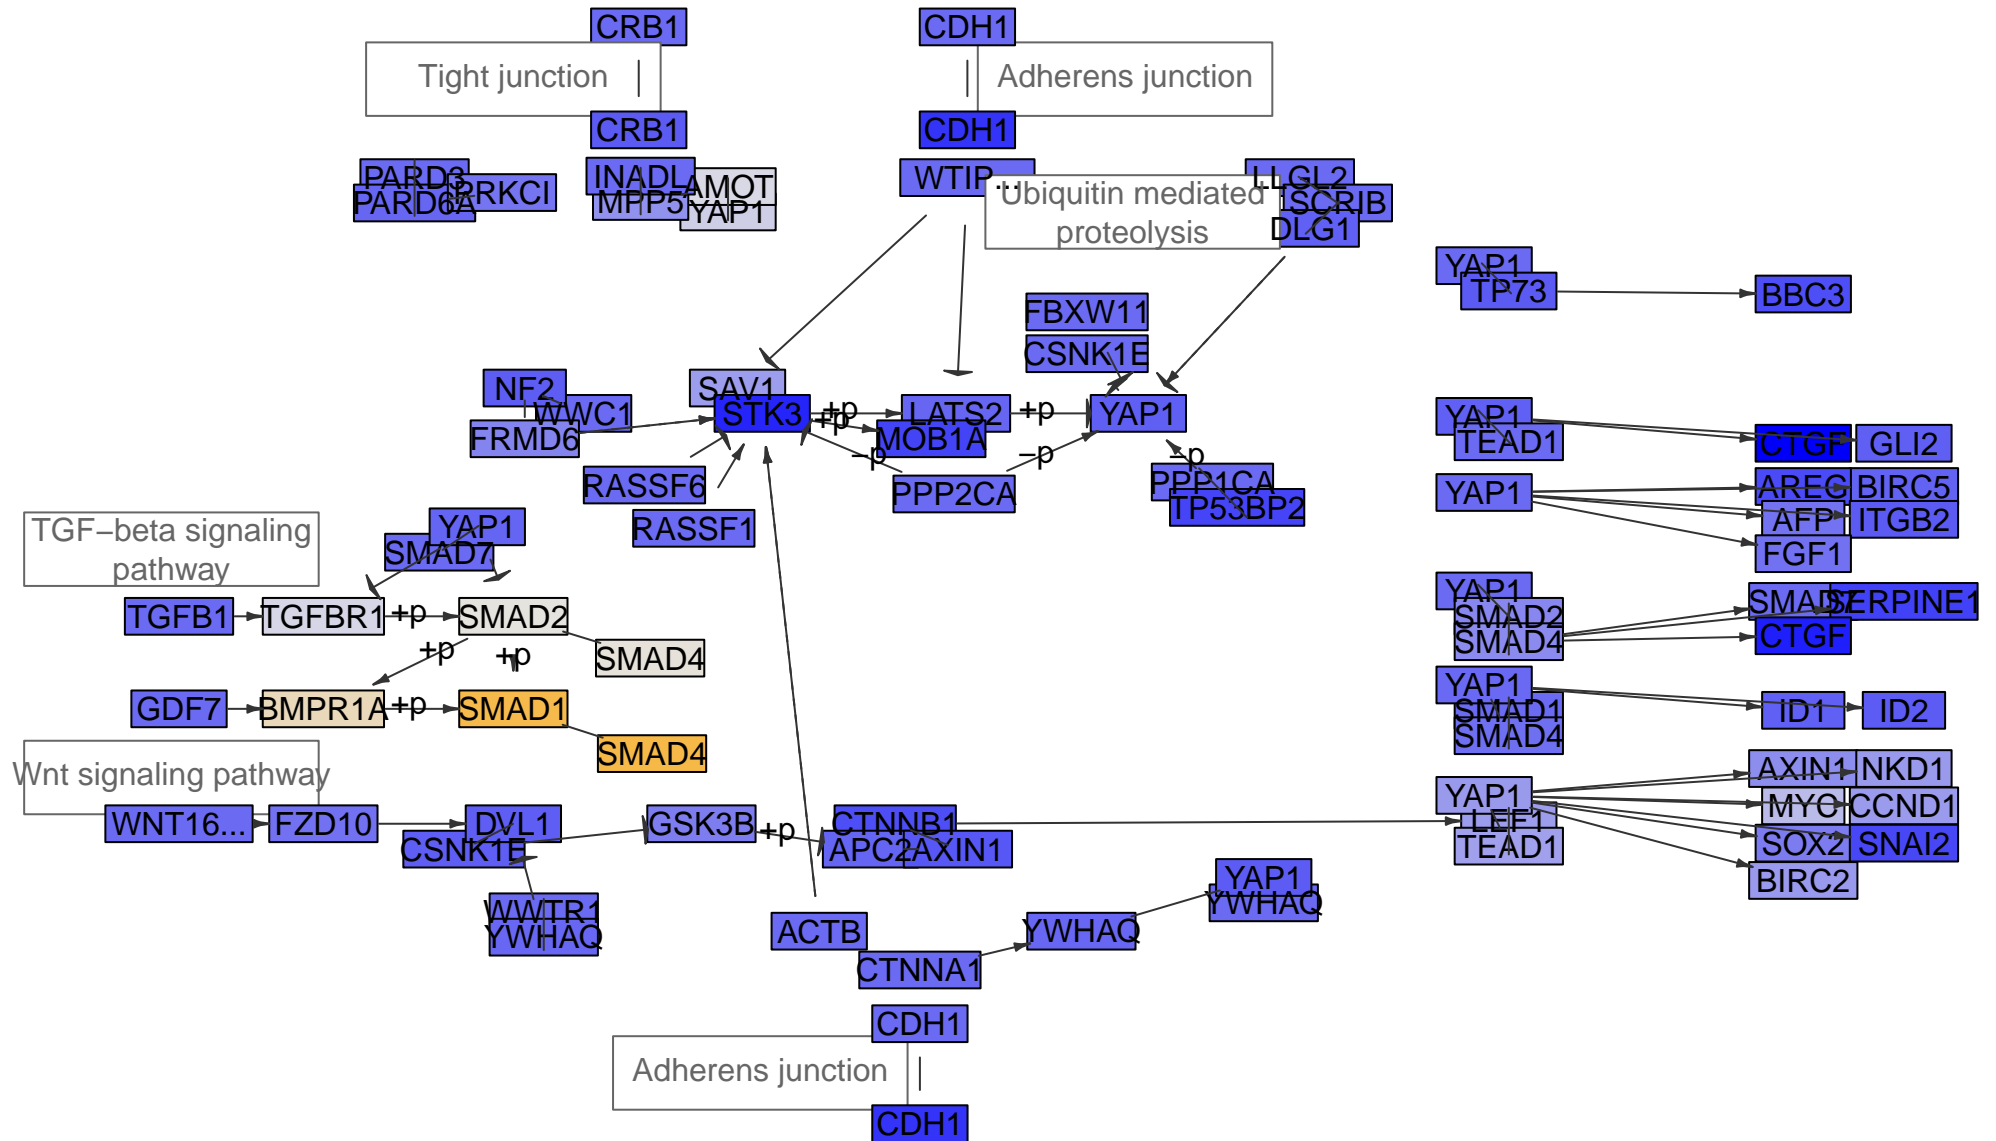 CRB1
CDH1
Tight junction
Adherens junction
CRB1
CDH1
PARD3
PRKCI
PARD6A
INADL
AMOT
MPP5
YAP1
WTIP...
LLGL2
SCRIB
DLG1
Ubiquitin mediated
proteolysis
YAP1
TP73
BBC3
FBXW11
CSNK1E
NF2
WWC1
FRMD6
SAV1
STK3
+p
+p
LATS2
MOB1A
+p
YAP1
−p
−p
−p
RASSF6
RASSF1
PPP2CA
PPP1CA
TP53BP2
YAP1
TEAD1
CTGF
GLI2
YAP1
AREG
BIRC5
AFP
ITGB2
FGF1
TGF−beta signaling
pathway
YAP1
SMAD7
TGFB1
TGFBR1
+p
SMAD2
SMAD4
+p
+p
GDF7
BMPR1A
+p
SMAD1
SMAD4
YAP1
SMAD2
SMAD4
SMAD7
SERPINE1
CTGF
YAP1
SMAD1
SMAD4
ID1
ID2
Wnt signaling pathway
WNT16...
FZD10
DVL1
CSNK1E
GSK3B
+p
CTNNB1
APC2
AXIN1
YAP1
LEF1
TEAD1
AXIN1
NKD1
MYC
CCND1
SOX2
SNAI2
BIRC2
WWTR1
YWHAQ
ACTB
CTNNA1
YWHAQ
YAP1
YWHAQ
CDH1
Adherens junction
CDH1